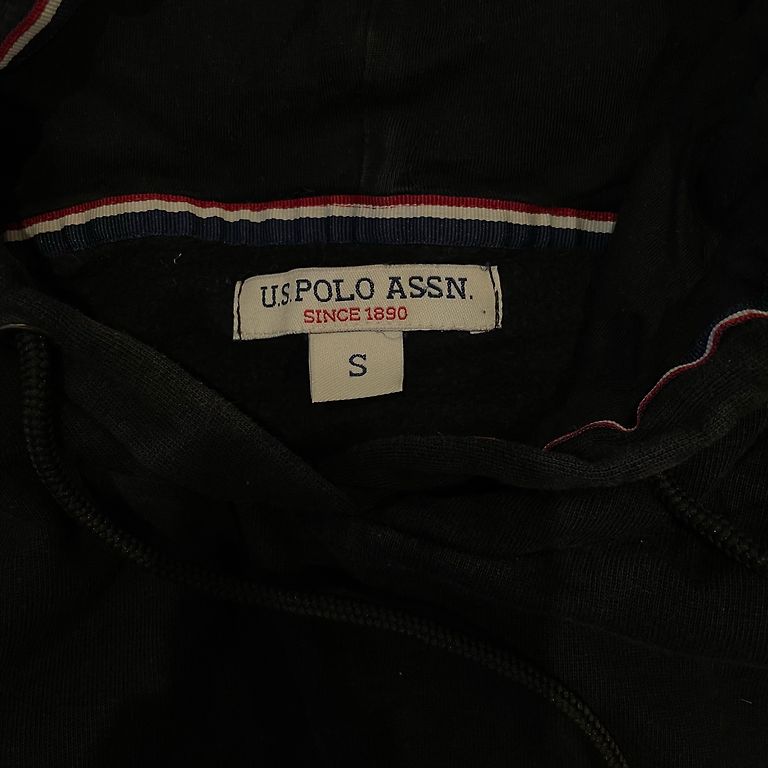 U.S. POLO ASSN.
SINCE 1890
S